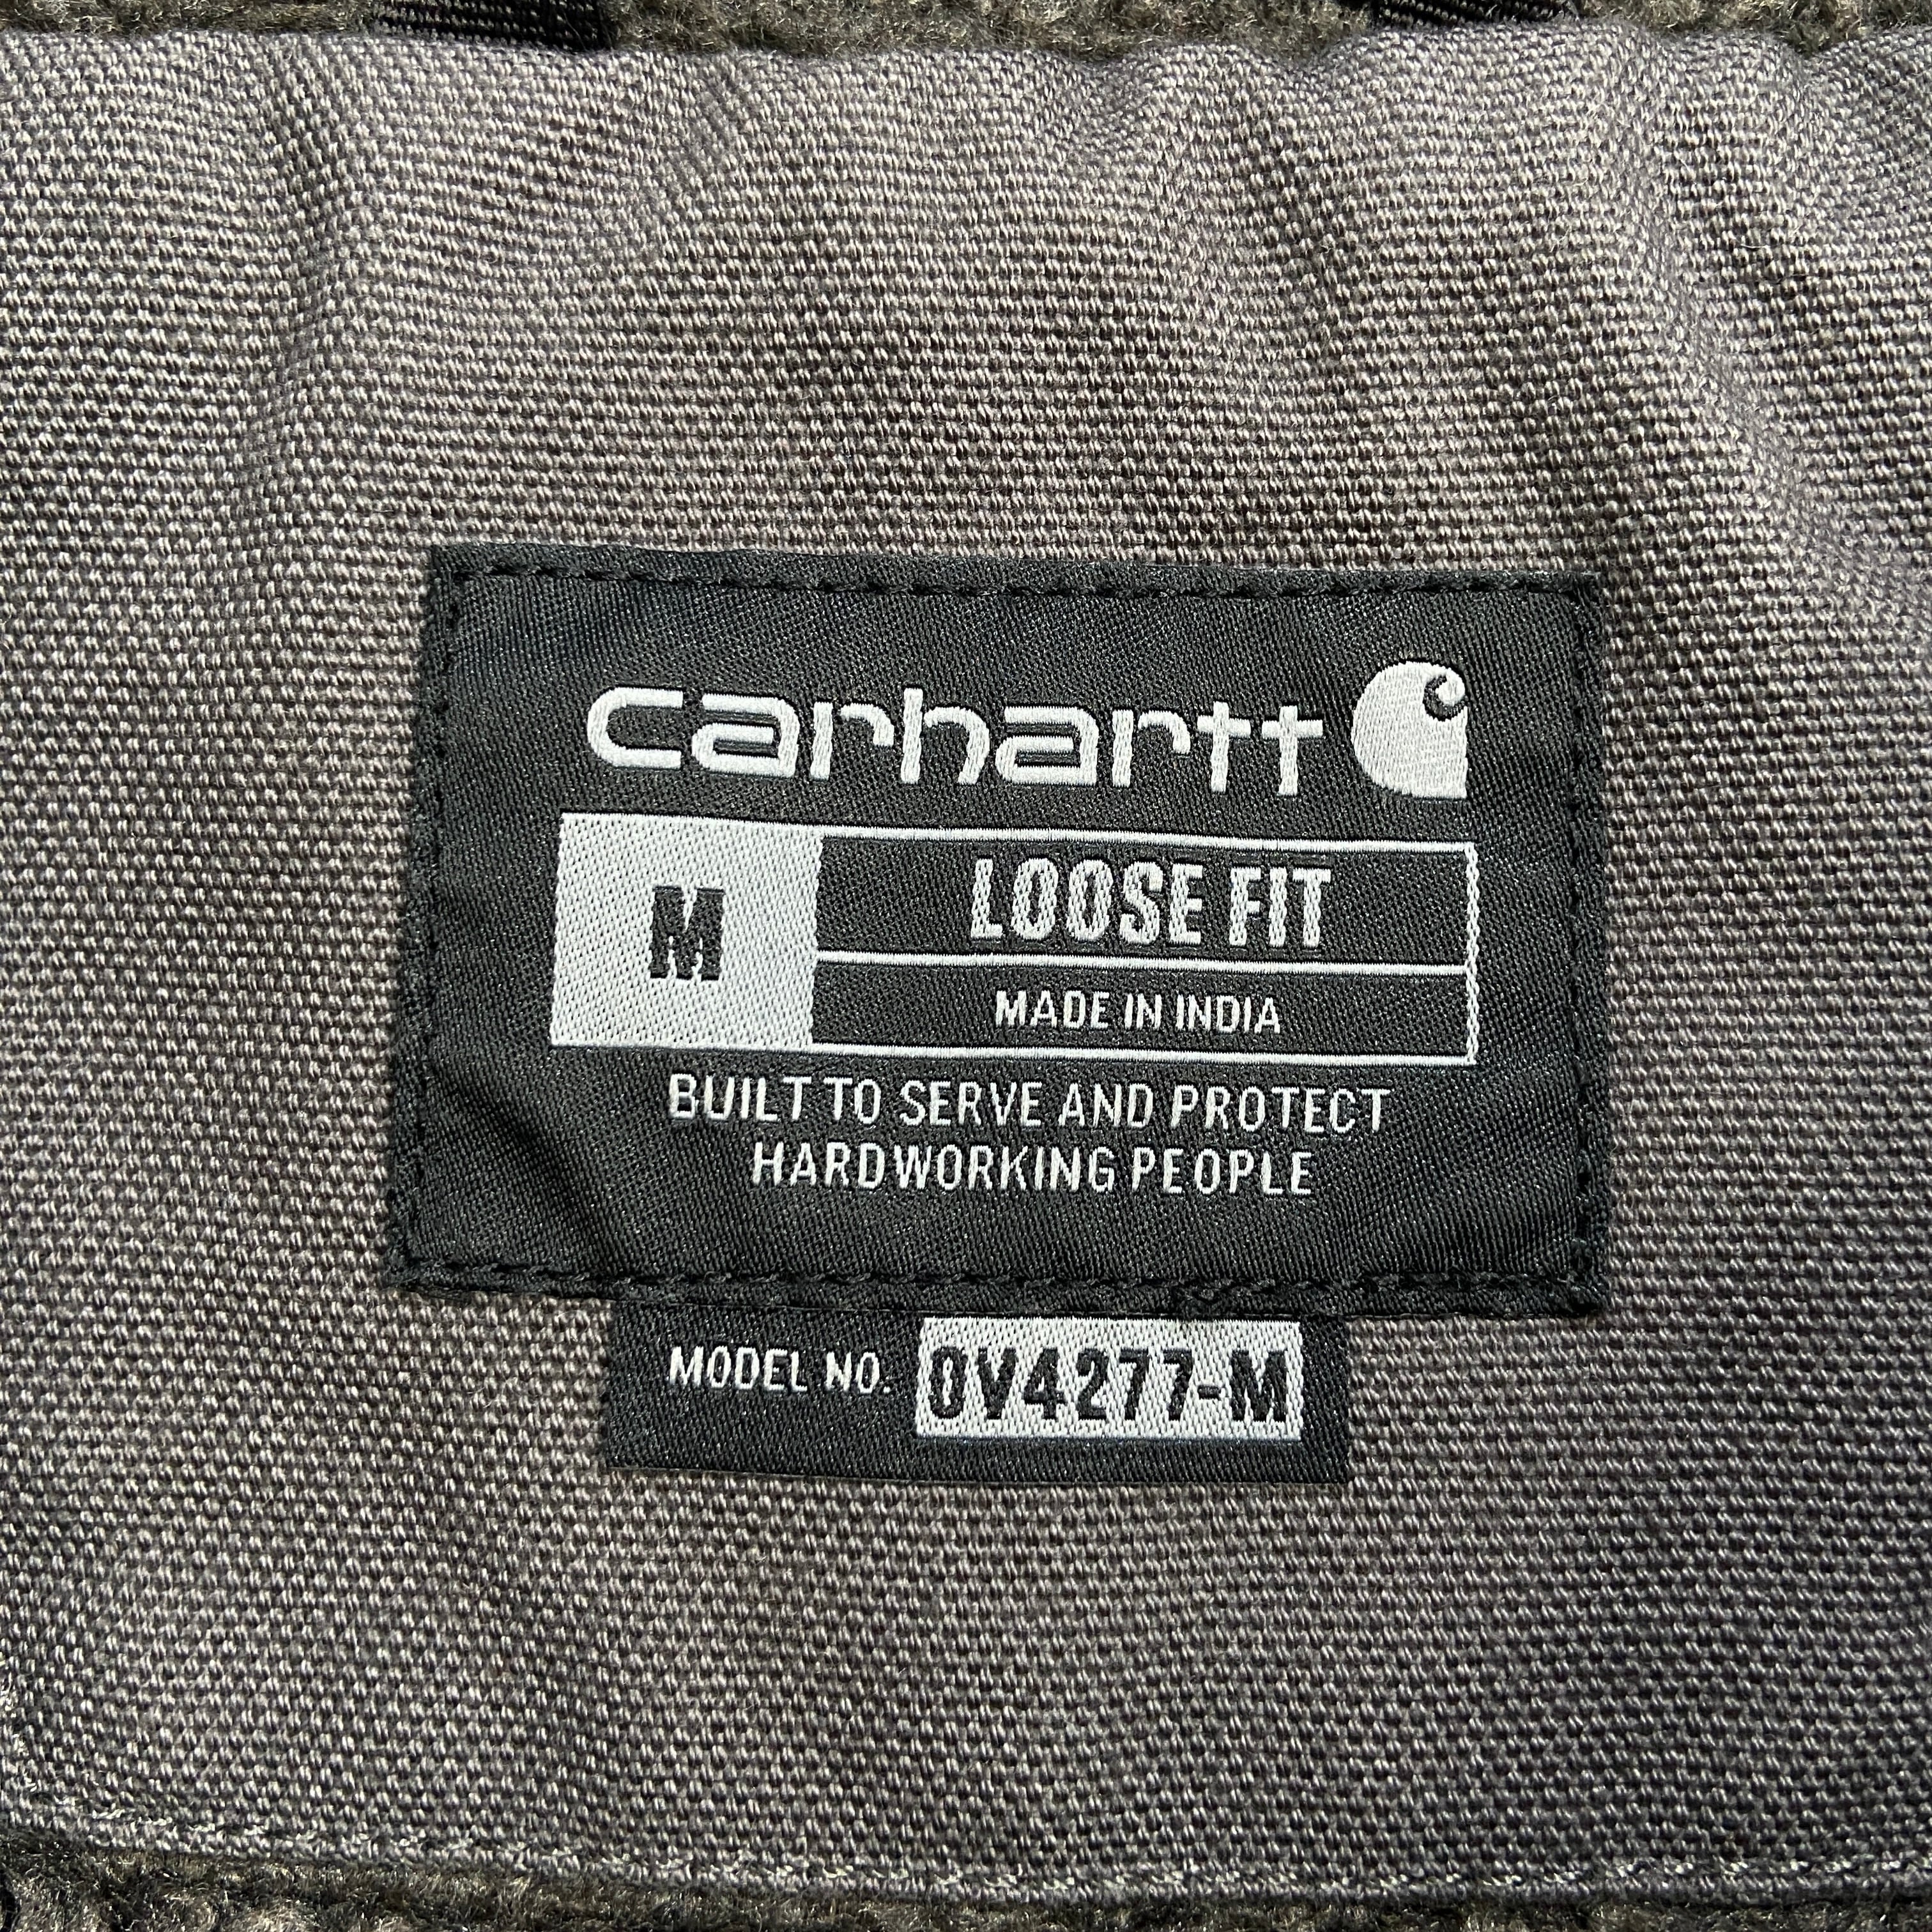 carhartt
M
LOOSE FIT
MADE IN INDIA
BUILT TO SERVE AND PROTECT
HARDWORKING PEOPLE
MODEL NO. 0V4277-M